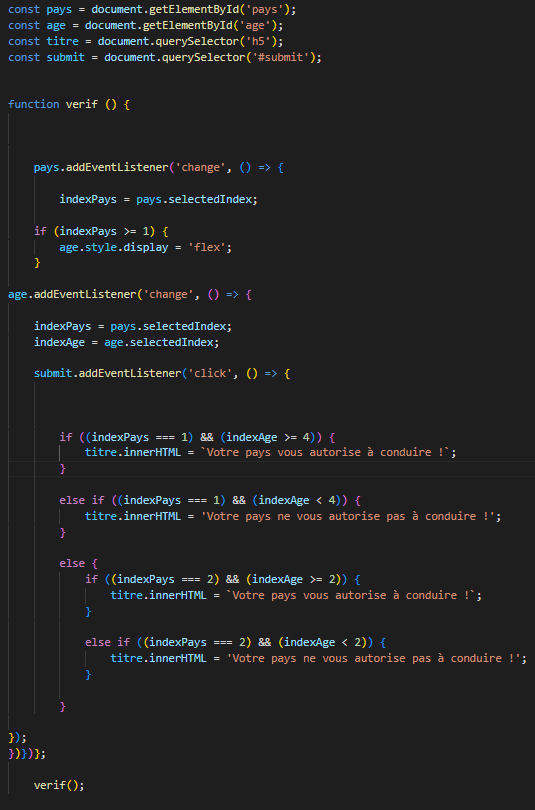 const pays = document.getElementById('pays');
const age = document.getElementById('age');
const titre = document.querySelector('h5');
const submit = document.querySelector('#submit');
function verif () {
pays.addEventListener('change', () => {
indexPays = pays.selectedIndex;
if (indexPays >= 1) {
age.style.display = 'flex';
}
age.addEventListener('change', () => {
indexPays = pays.selectedIndex;
indexAge = age.selectedIndex;
submit.addEventListener('click', () => {
if ((indexPays === 1) && (indexAge >= 4)) {
titre.innerHTML = `Votre pays vous autorise à conduire !`;
}
else if ((indexPays === 1) && (indexAge < 4)) {
titre.innerHTML = 'Votre pays ne vous autorise pas à conduire !';
}
else {
if ((indexPays === 2) && (indexAge >= 2)) {
titre.innerHTML = `Votre pays vous autorise à conduire !`;
}
else if ((indexPays === 2) && (indexAge < 2)) {
titre.innerHTML = 'Votre pays ne vous autorise pas à conduire !';
}
}
});
})})};
verif();